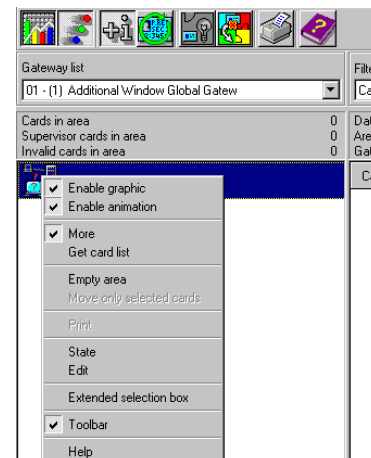 Gateway list
Filte
01 - (1) Additional Window Global Gatew
Ca
Cards in area 0
Supervisor cards in area 0
Invalid cards in area 0
Dat
Are
Gat
Ca
Enable graphic
Enable animation
More
Get card list
Empty area
Move only selected cards
Print
State
Edit
Extended selection box
Toolbar
Help